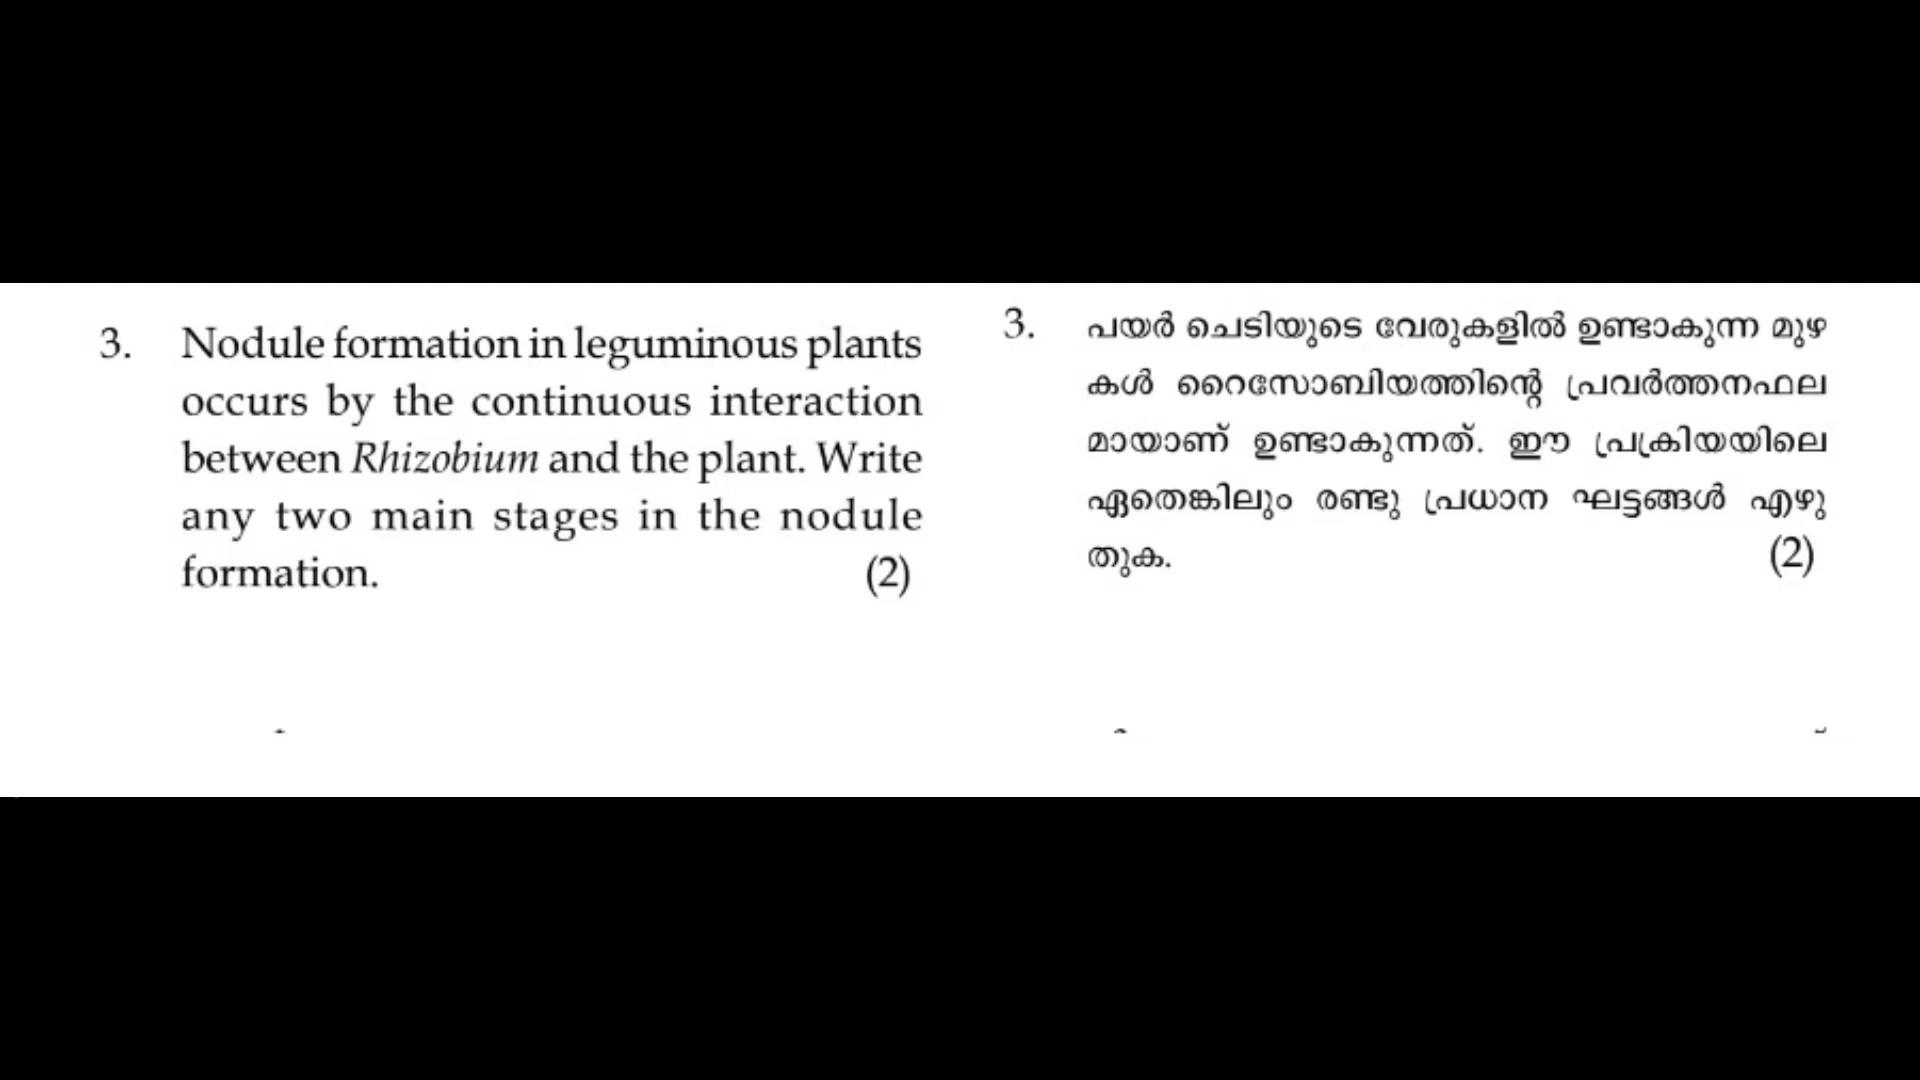 3. Nodule formation in leguminous plants
occurs by the continuous interaction
between Rhizobium and the plant. Write
any two main stages in the nodule
formation. (2)
3. പയർ ചെടിയുടെ വേരുകളിൽ ഉണ്ടാകുന്ന മുഴ
കൾ റൈസോബിയത്തിന്റെ പ്രവർത്തനഫല
മായാണ് ഉണ്ടാകുന്നത്. ഈ പ്രക്രിയയിലെ
ഏതെങ്കിലും രണ്ടു പ്രധാന ഘട്ടങ്ങൾ എഴു
തുക. (2)